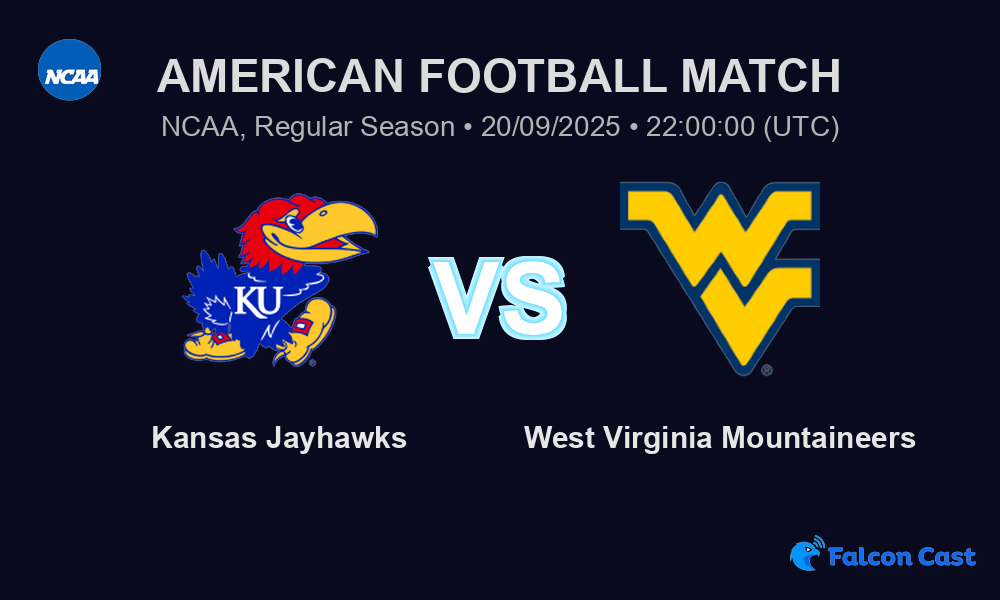 NCAA
AMERICAN FOOTBALL MATCH
NCAA, Regular Season • 20/09/2025 • 22:00:00 (UTC)
KU
®
VS
WV
®
Kansas Jayhawks
West Virginia Mountaineers
Falcon Cast